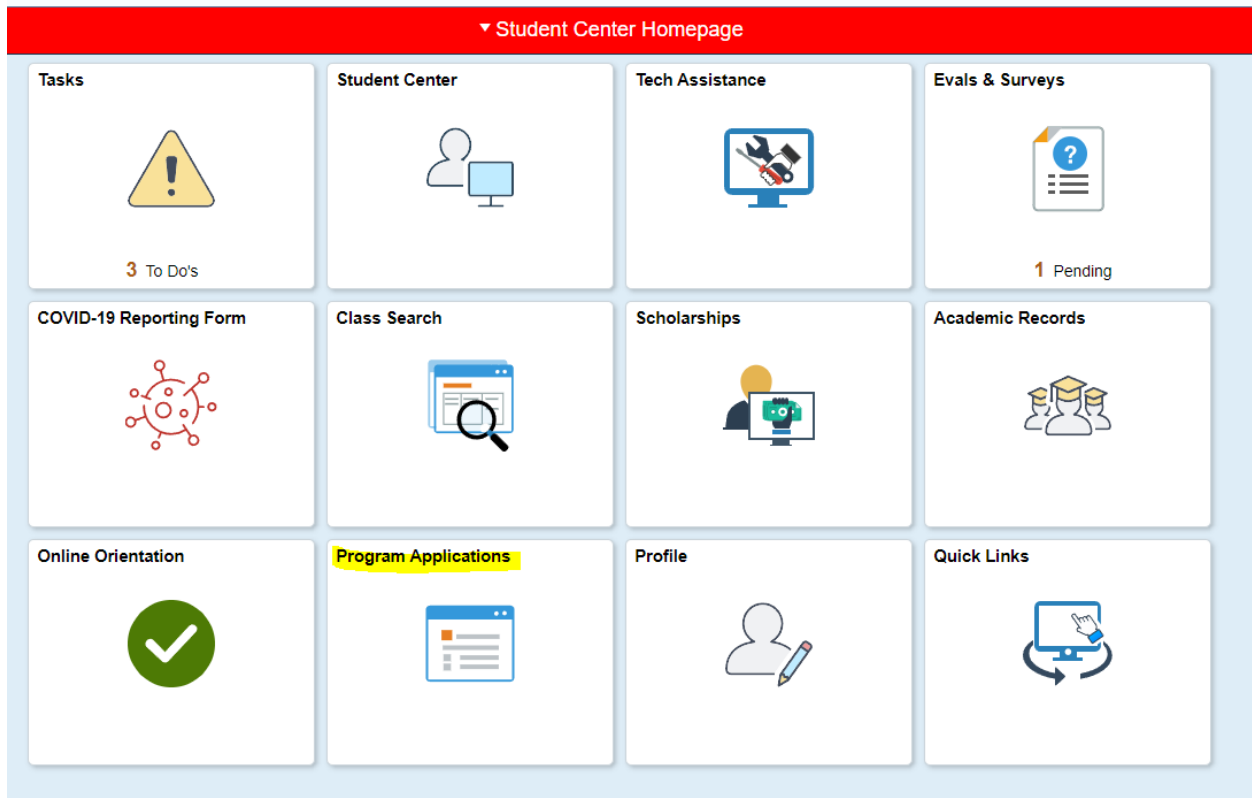 Student Center Homepage
Tasks
3 To Do's
Student Center
Tech Assistance
Evals & Surveys
?
1 Pending
COVID-19 Reporting Form
Class Search
Scholarships
Academic Records
Online Orientation
Program Applications
Profile
Quick Links